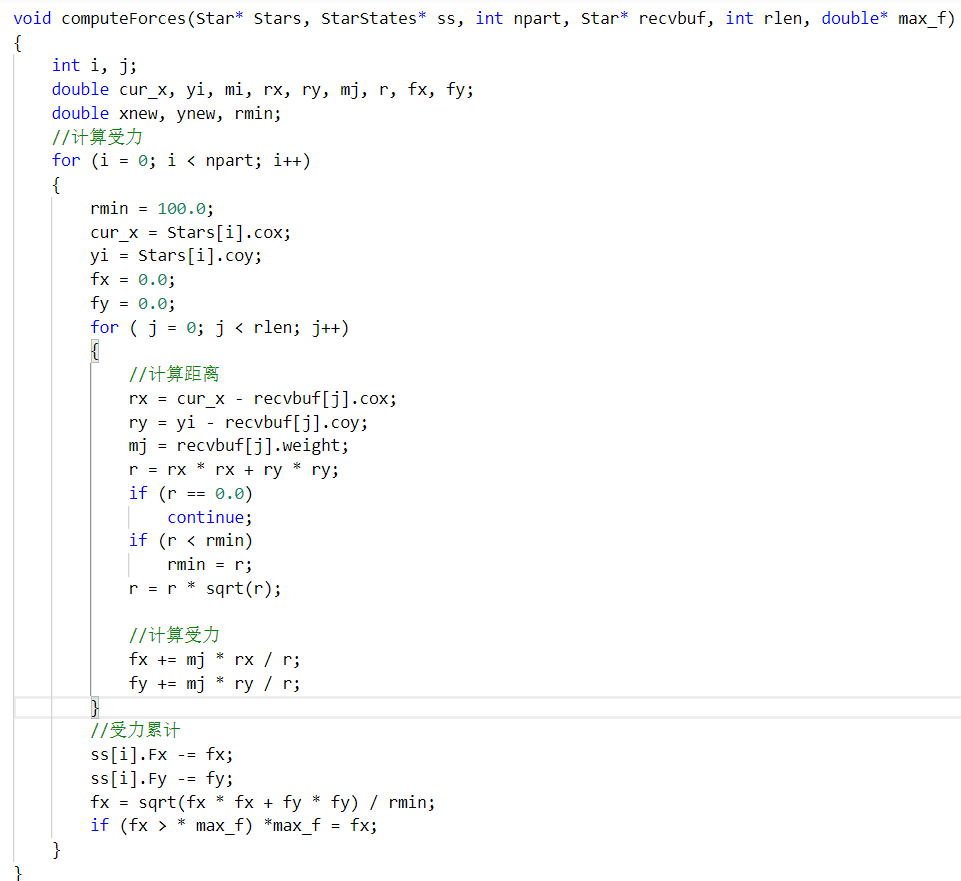 void computeForces(Star* Stars, StarStates* ss, int npart, Star* recvbuf, int rlen, double* max_f)
{
    int i, j;
    double cur_x, yi, mi, rx, ry, mj, r, fx, fy;
    double xnew, ynew, rmin;
    //计算受力
    for (i = 0; i < npart; i++)
    {
        rmin = 100.0;
        cur_x = Stars[i].cox;
        yi = Stars[i].coy;
        fx = 0.0;
        fy = 0.0;
        for ( j = 0; j < rlen; j++)
        {
            //计算距离
            rx = cur_x - recvbuf[j].cox;
            ry = yi - recvbuf[j].coy;
            mj = recvbuf[j].weight;
            r = rx * rx + ry * ry;
            if (r == 0.0)
                continue;
            if (r < rmin)
                rmin = r;
            r = r * sqrt(r);

            //计算受力
            fx += mj * rx / r;
            fy += mj * ry / r;
        }
        //受力累计
        ss[i].Fx -= fx;
        ss[i].Fy -= fy;
        fx = sqrt(fx * fx + fy * fy) / rmin;
        if (fx > * max_f) *max_f = fx;
    }
}